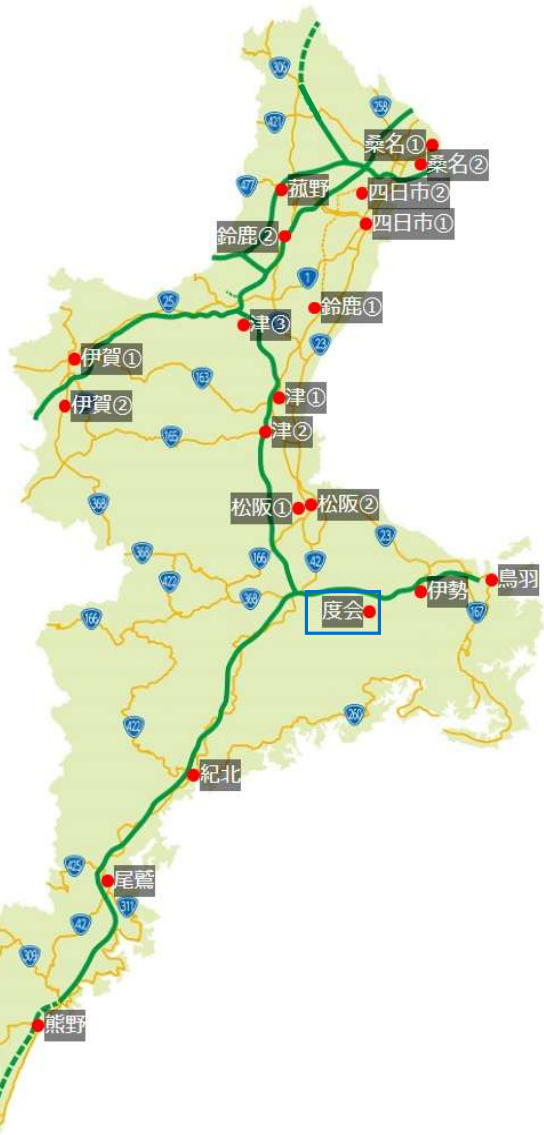 306
258
421
桑名①
桑名②
477
菰野
四日市②
四日市①
鈴鹿②
1
25
鈴鹿①
津③
23
伊賀①
163
津①
伊賀②
津②
165
368
松阪①
松阪②
23
368
166
42
422
鳥羽
伊勢
368
度会
167
166
260
422
紀北
425
尾鷲
311
42
309
熊野